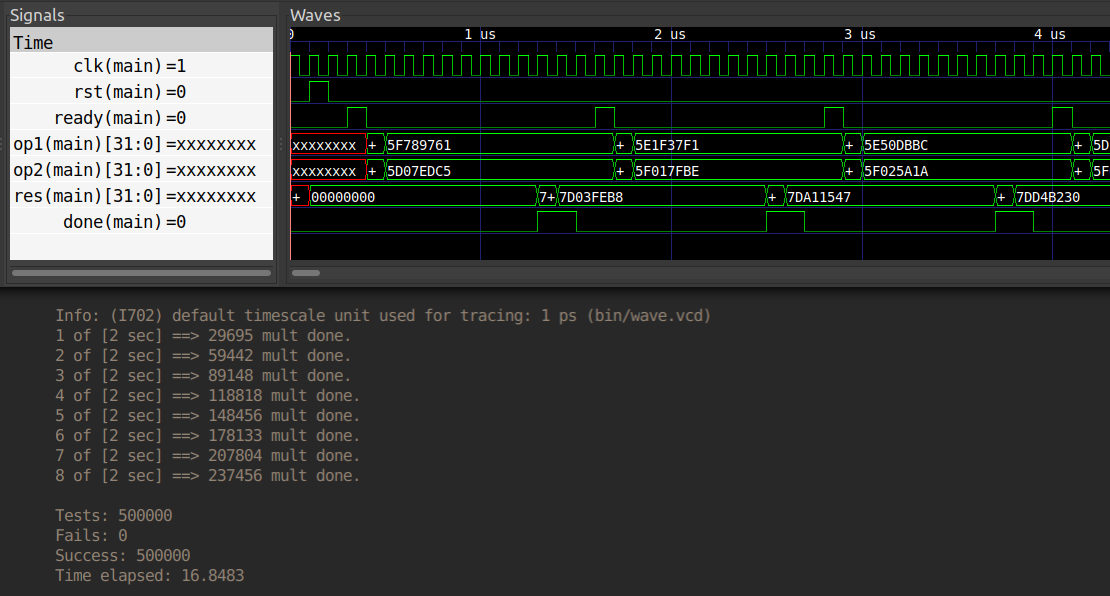 Signals
Waves
Time
0 1 us 2 us 3 us 4 us
clk(main)=1
rst(main)=0
ready(main)=0
op1(main)[31:0]=xxxxxxxx xxxxxxxx + 5F789761 + 5E1F37F1 + 5E50DBBC + 5D
op2(main)[31:0]=xxxxxxxx xxxxxxxx + 5D07EDC5 + 5F017FBE + 5F025A1A + 5F
res(main)[31:0]=xxxxxxxx + 00000000 7+ 7D03FEB8 + 7DA11547 + 7DD4B230
done(main)=0
Info: (I702) default timescale unit used for tracing: 1 ps (bin/wave.vcd)
1 of [2 sec] ==> 29695 mult done.
2 of [2 sec] ==> 59442 mult done.
3 of [2 sec] ==> 89148 mult done.
4 of [2 sec] ==> 118818 mult done.
5 of [2 sec] ==> 148456 mult done.
6 of [2 sec] ==> 178133 mult done.
7 of [2 sec] ==> 207804 mult done.
8 of [2 sec] ==> 237456 mult done.
Tests: 500000
Fails: 0
Success: 500000
Time elapsed: 16.8483